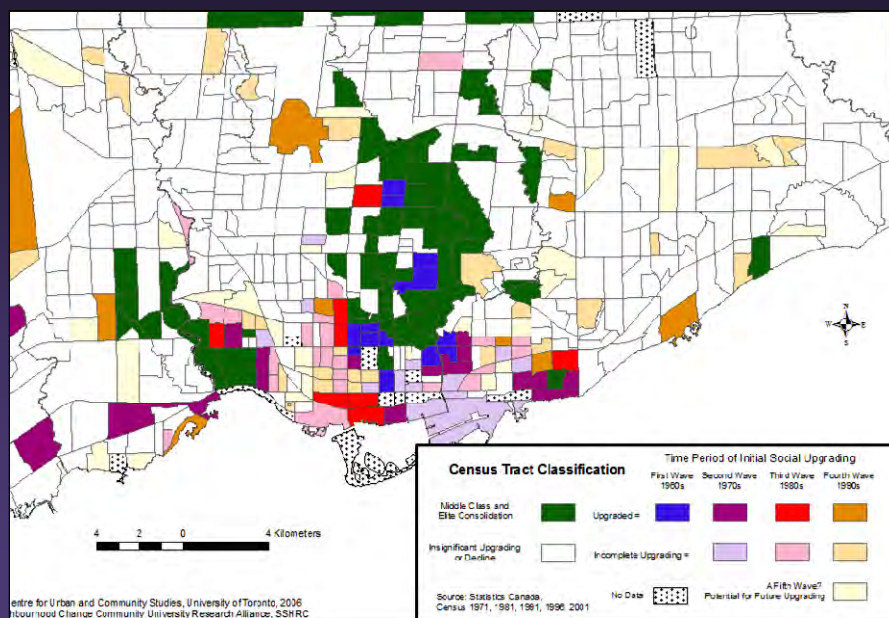 N
W E
S
4 2 0 4 Kilometers
Census Tract Classification
Time Period of Initial Social Upgrading
First Wave Second Wave Third Wave Fourth Wave
1960s 1970s 1980s 1990s
Middle Class and
Elite Consolidation
Upgraded =
Insignificant Upgrading
or Decline
Incomplete Upgrading =
A Fifth Wave?
No Data
Potential for Future Upgrading
Source: Statistics Canada,
Census 1971, 1981, 1991, 1996, 2001
entre for Urban and Community Studies, University of Toronto, 2006
hbourhood Change Community University Research Alliance, SSHRC